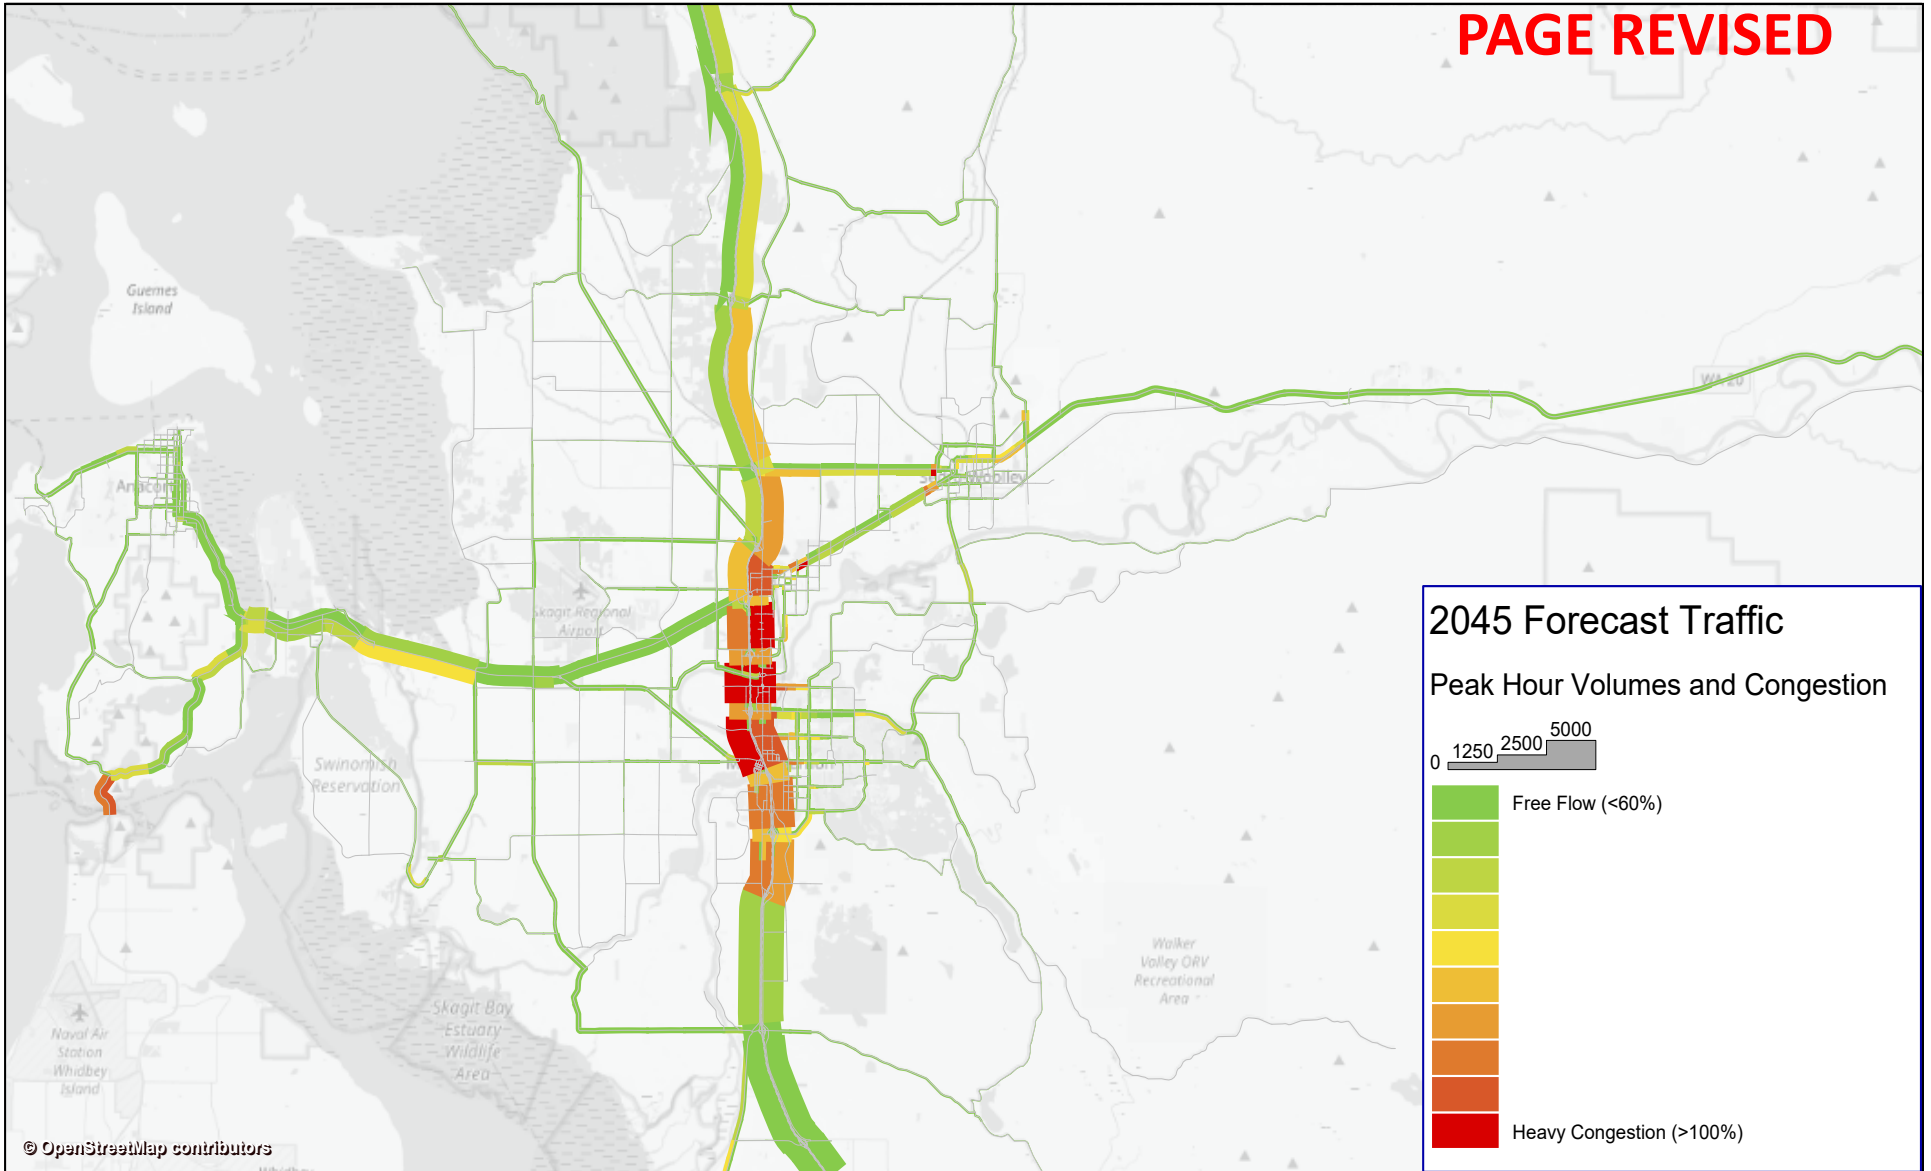 PAGE REVISED
Guemes
Island
WA 20
Skagit Regional
Airport
Swinomish
Reservation
Walker
Valley ORV
Recreational
Area
Skagit Bay
Estuary
Wildlife
Area
Naval Air
Station
Whidbey
Island
© OpenStreetMap contributors
2045 Forecast Traffic
Peak Hour Volumes and Congestion
0 1250 2500 5000
Free Flow (<60%)
Heavy Congestion (>100%)